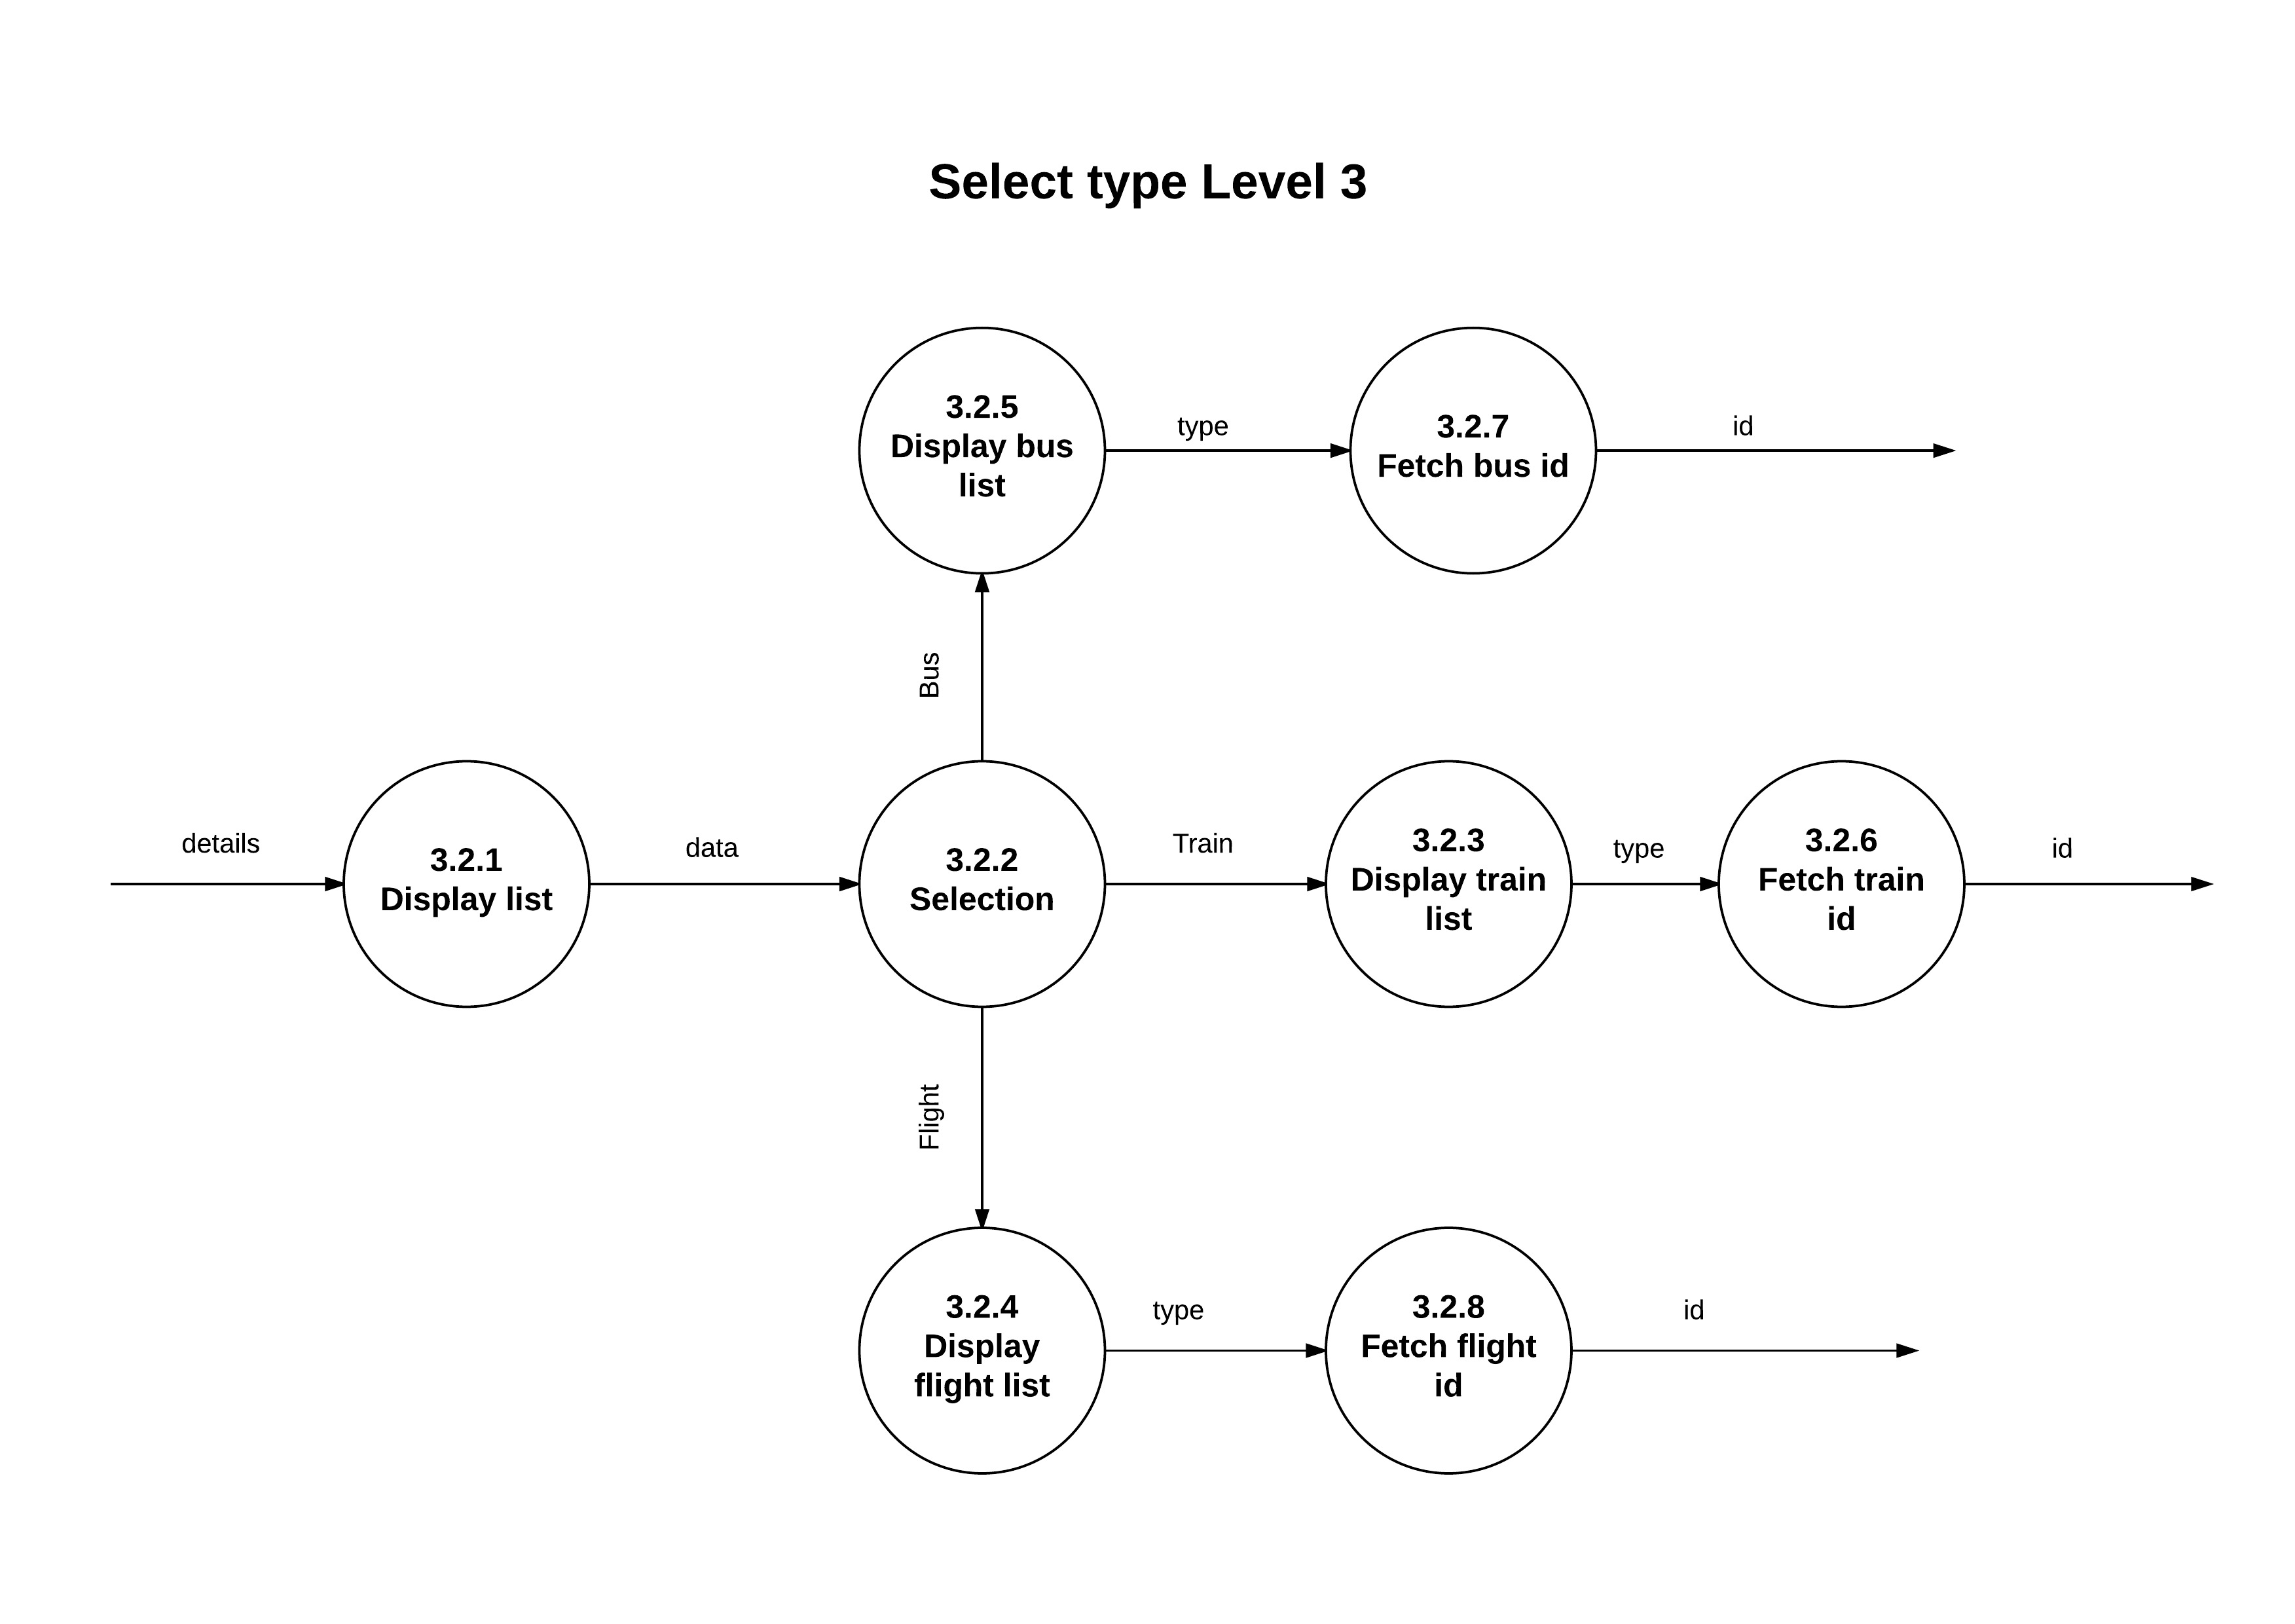 Select type Level 3
3.2.5
Display bus
list
type
3.2.7
Fetch bus id
id
Bus
details
3.2.1
Display list
data
3.2.2
Selection
Train
3.2.3
Display train
list
type
3.2.6
Fetch train
id
id
Flight
3.2.4
Display
flight list
type
3.2.8
Fetch flight
id
id